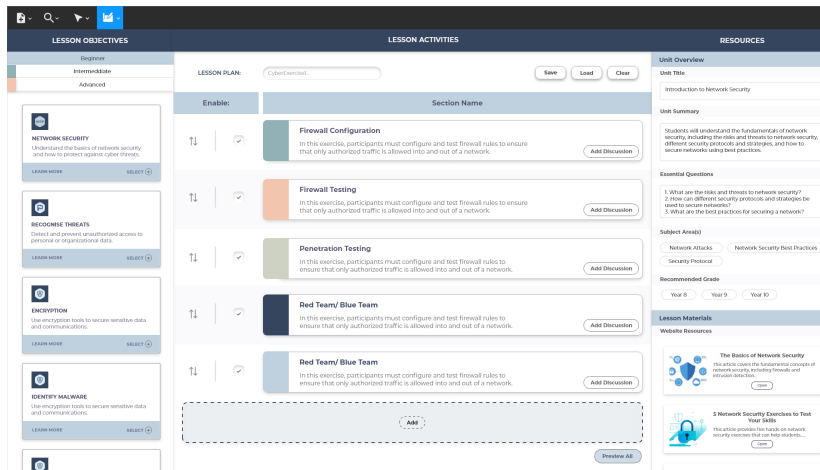 LESSON OBJECTIVES
Beginner
Intermeddiate
Advanced
NETWORK SECURITY
Understand the basics of network security
and how to protect against cyber threats.
LEARN MORE
SELECT
RECOGNISE THREATS
Detect and prevent unauthorized access to
personal or organizational data.
LEARN MORE
SELECT
ENCRYPTION
Use encryption tools to secure sensitive data
and communications.
LEARN MORE
SELECT
IDENTIFY MALWARE
Use encryption tools to secure sensitive data
and communications.
LEARN MORE
SELECT
LESSON ACTIVITIES
LESSON PLAN:
CyberExercise1...
Save
Load
Clear
Enable:
Section Name
Firewall Configuration
In this exercise, participants must configure and test firewall rules to ensure
that only authorized traffic is allowed into and out of a network.
Add Discussion
Firewall Testing
In this exercise, participants must configure and test firewall rules to ensure
that only authorized traffic is allowed into and out of a network.
Add Discussion
Penetration Testing
In this exercise, participants must configure and test firewall rules to
ensure that only authorized traffic is allowed into and out of a network.
Add Discussion
Red Team/ Blue Team
In this exercise, participants must configure and test firewall rules to
ensure that only authorized traffic is allowed into and out of a network.
Add Discussion
Red Team/ Blue Team
In this exercise, participants must configure and test firewall rules to
ensure that only authorized traffic is allowed into and out of a network.
Add Discussion
Add
Preview All
RESOURCES
Unit Overview
Unit Title
Introduction to Network Security
Unit Summary
Students will understand the fundamentals of network
security, including the risks and threats to network security,
different security protocols and strategies, and how to
secure networks using best practices.
Essential Questions
1. What are the risks and threats to network security?
2. How can different security protocols and strategies be
used to secure networks?
3. What are the best practices for securing a network?
Subject Area(s)
Network Attacks
Network Security Best Practices
Security Protocol
Recommended Grade
Year 8
Year 9
Year 10
Lesson Materials
Website Resources
The Basics of Network Security
This article covers the fundamental concepts of
network security, including firewalls and
intrusion detection...
Open
5 Network Security Exercises to Test
Your Skills
This article provides five hands on network
security exercises that can help students.....
Open